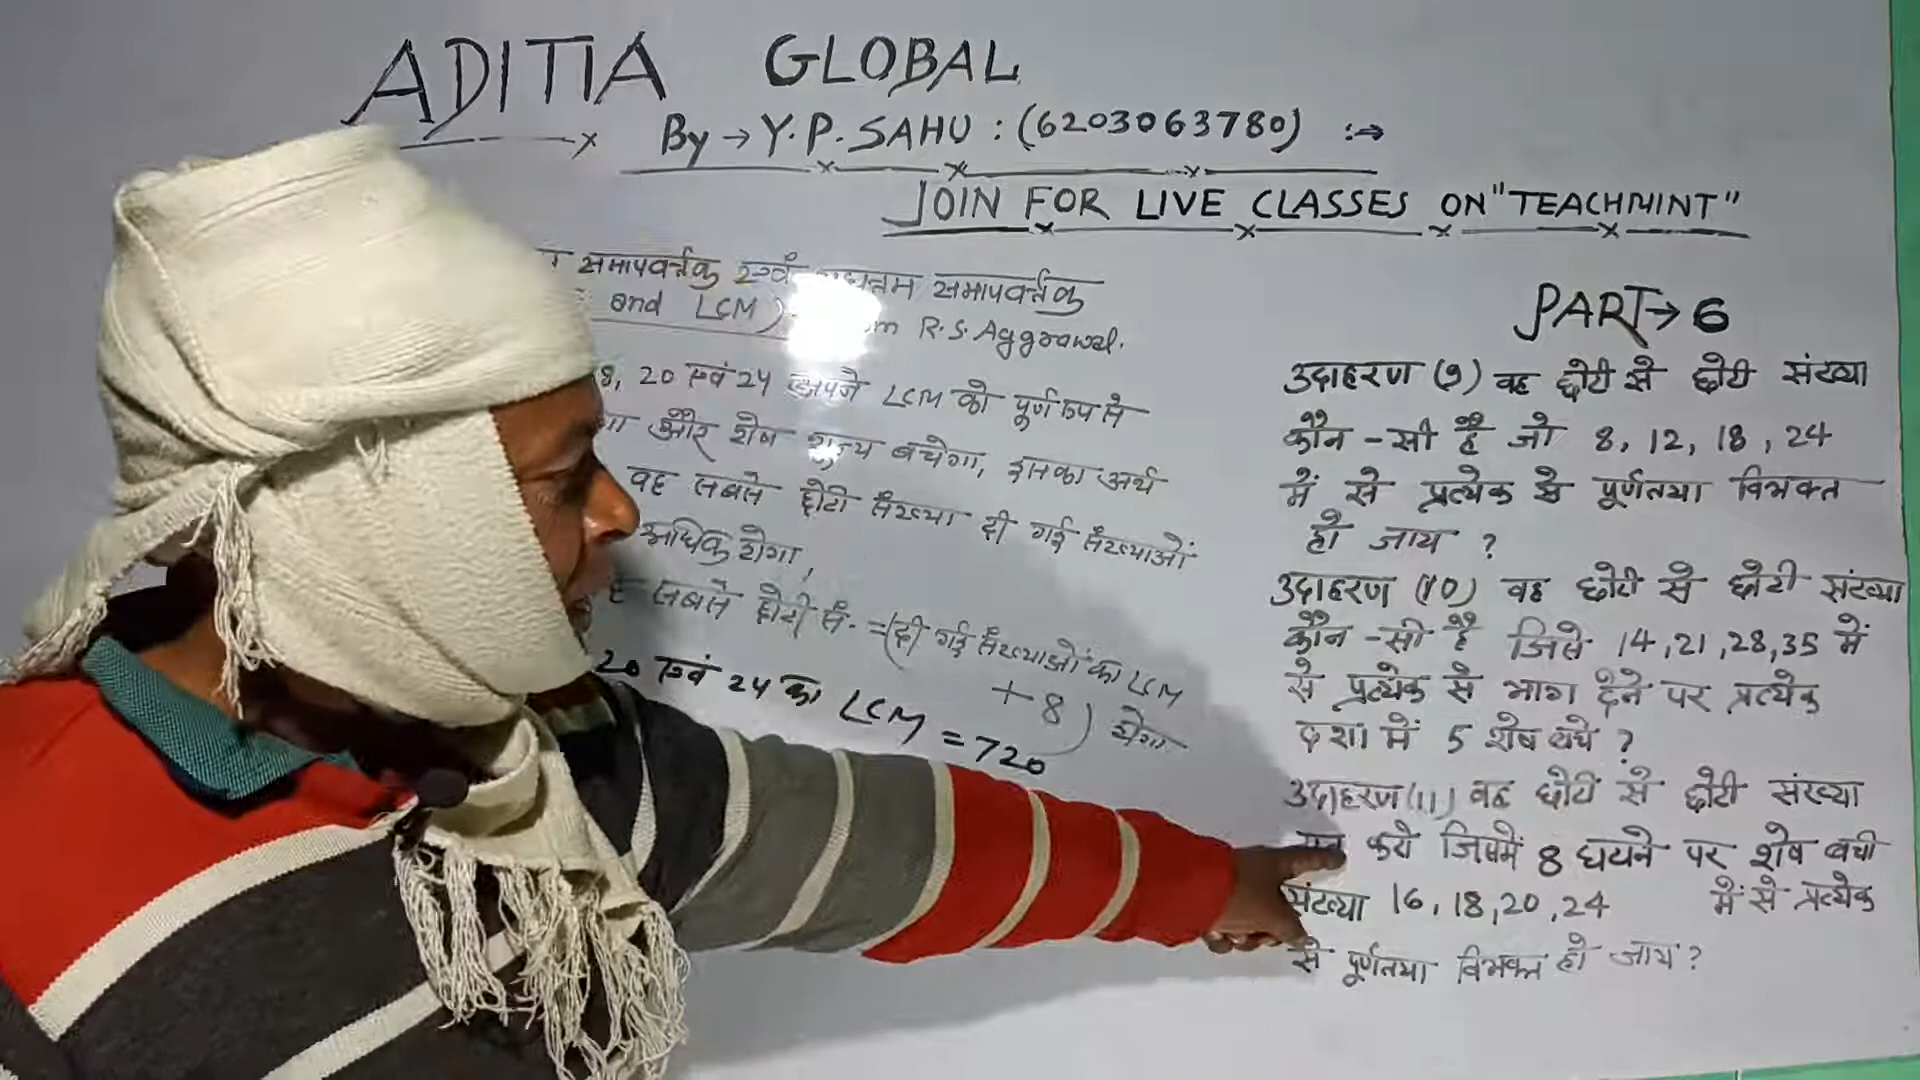 ADITIA GLOBAL
By → Y.P. SAHU : (6203063780) :⇒
JOIN FOR LIVE CLASSES ON "TEACHMINT"
समापवर्त्तक एवं समापवर्त्तक
and LCM) R.S. Aggrawal.
8, 20 एवं 24 अपने LCM को पूर्ण रूप से
और शेष शून्य बचेगा, इसका अर्थ
वह सबसे छोटी संख्या दी गई संख्याओं
अधिक होगा,
सबसे छोटी सं. = (दी गई संख्याओं का LCM
+ 8) होगा
20 एवं 24 का LCM = 720
PART → 6
उदाहरण (9) वह छोटी से छोटी संख्या
कौन - सी है जो 8, 12, 18, 24
में से प्रत्येक से पूर्णतया विभक्त
हो जाय ?
उदाहरण (10) वह छोटी से छोटी संख्या
कौन - सी है जिसे 14, 21, 28, 35 में
से प्रत्येक से भाग देने पर प्रत्येक
दशा में 5 शेष बचे ?
उदाहरण (11) वह छोटी से छोटी संख्या
करो जिसमें 8 घटाने पर शेष बची
संख्या 16, 18, 20, 24 में से प्रत्येक
से पूर्णतया विभक्त हो जाय ?